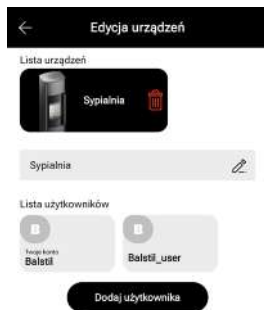 Edycja urządzeń
Lista urządzeń
Sypialnia
Sypialnia
Lista użytkowników
B
B
Twoje konto
Balstil
Balstil_user
Dodaj użytkownika